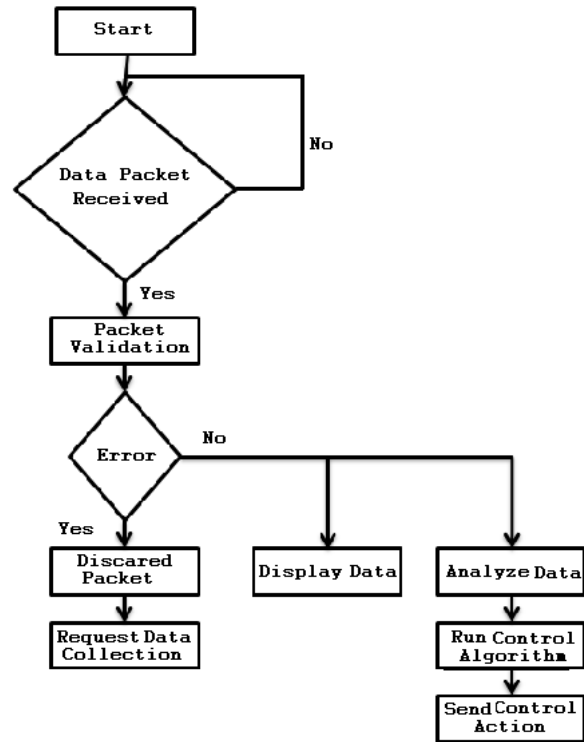 Start
No
Data Packet
Received
Yes
Packet
Validation
No
Error
Yes
Discared
Packet
Display Data
Analyze Data
Request Data
Collection
Run Control
Algorithm
Send Control
Action